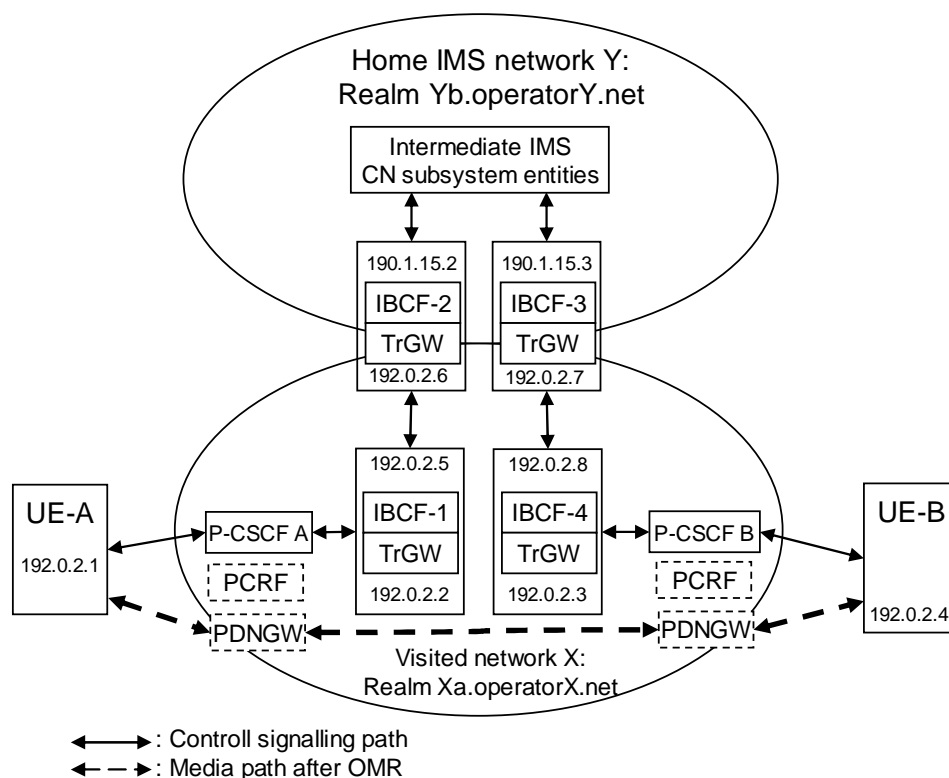 Home IMS network Y:
Realm Yb.operatorY.net
Intermediate IMS
CN subsystem entities
190.1.15.2
IBCF-2
TrGW
192.0.2.6
190.1.15.3
IBCF-3
TrGW
192.0.2.7
UE-A
192.0.2.1
P-CSCF A
PCRF
PDNGW
192.0.2.5
IBCF-1
TrGW
192.0.2.2
192.0.2.8
IBCF-4
TrGW
192.0.2.3
P-CSCF B
PCRF
PDNGW
UE-B
192.0.2.4
Visited network X:
Realm Xa.operatorX.net
: Controll signalling path
: Media path after OMR